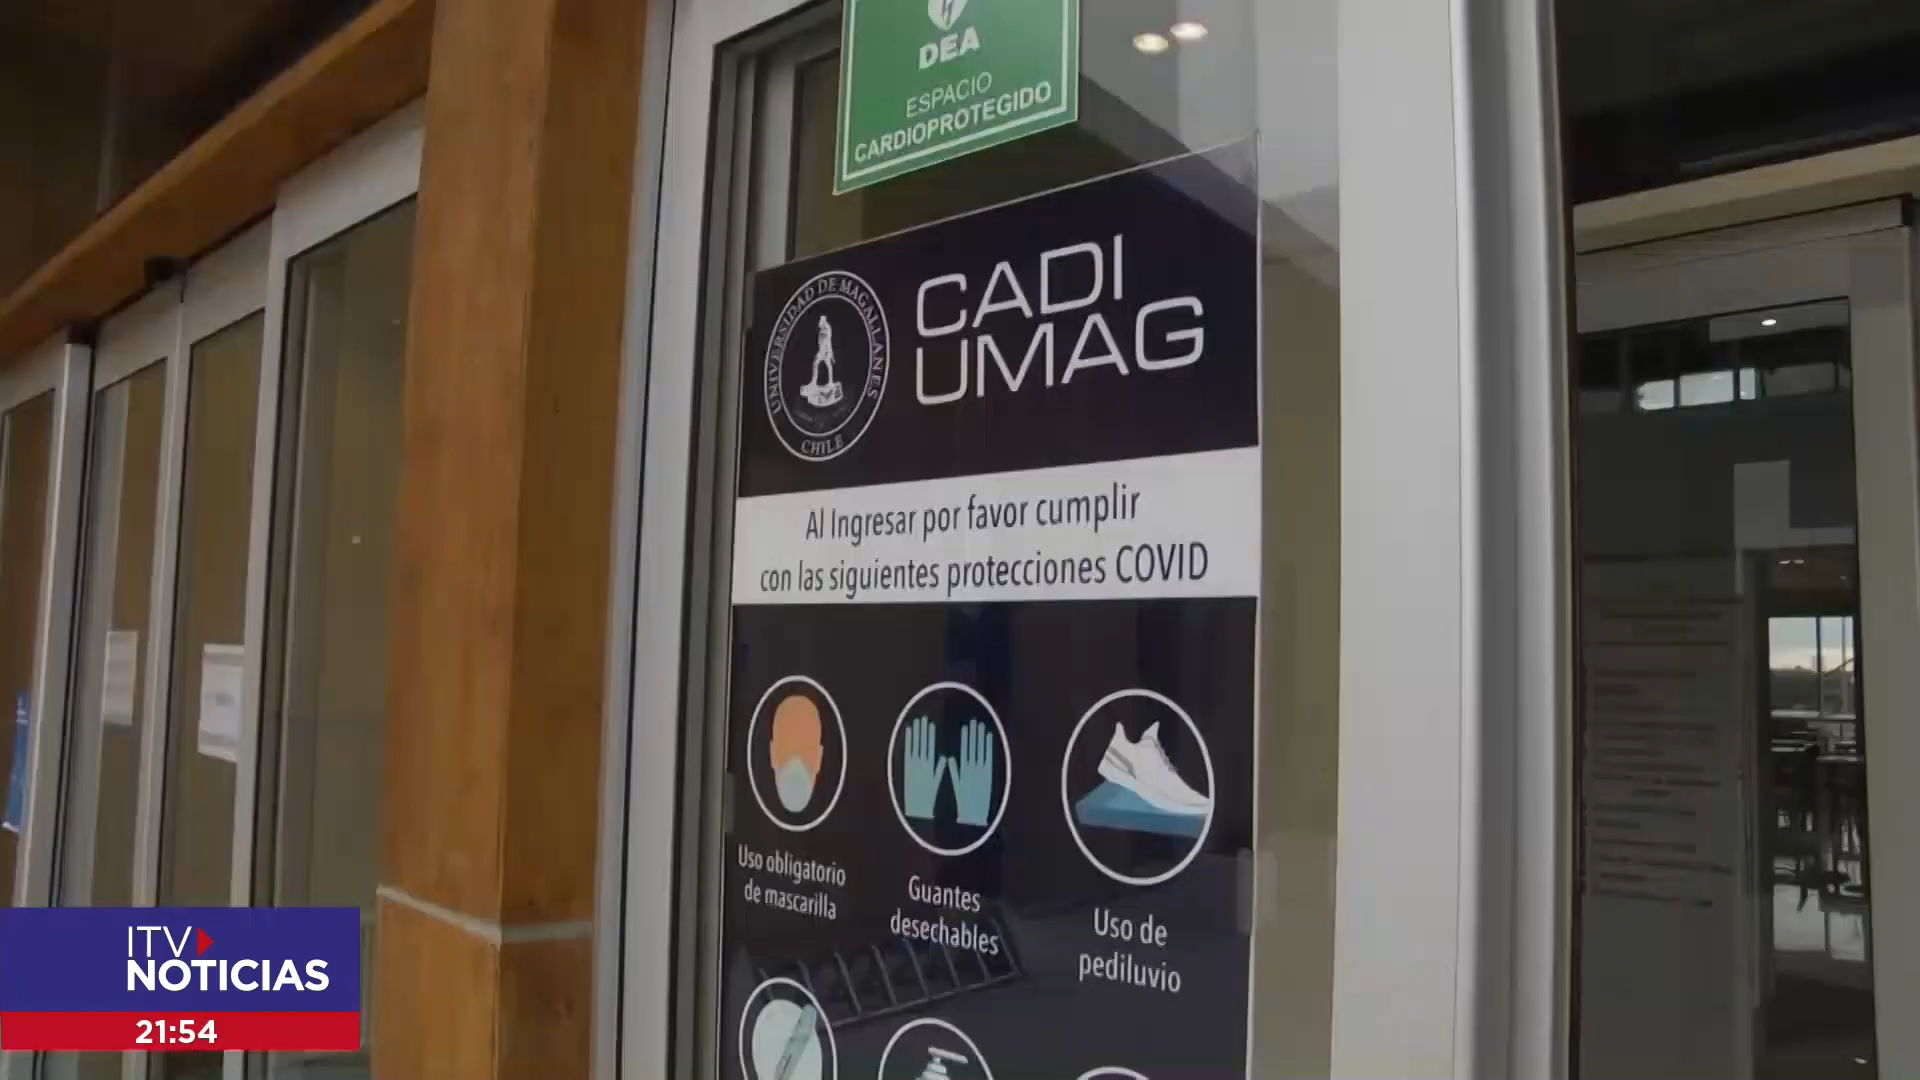 DEA
ESPACIO
CARDIOPROTEGIDO
UNIVERSIDAD DE MAGALLANES
CHILE
CADI
UMAG
Al Ingresar por favor cumplir
con las siguientes protecciones COVID
Uso obligatorio
de mascarilla
Guantes
desechables
Uso de
pediluvio
ITV
NOTICIAS
21:54